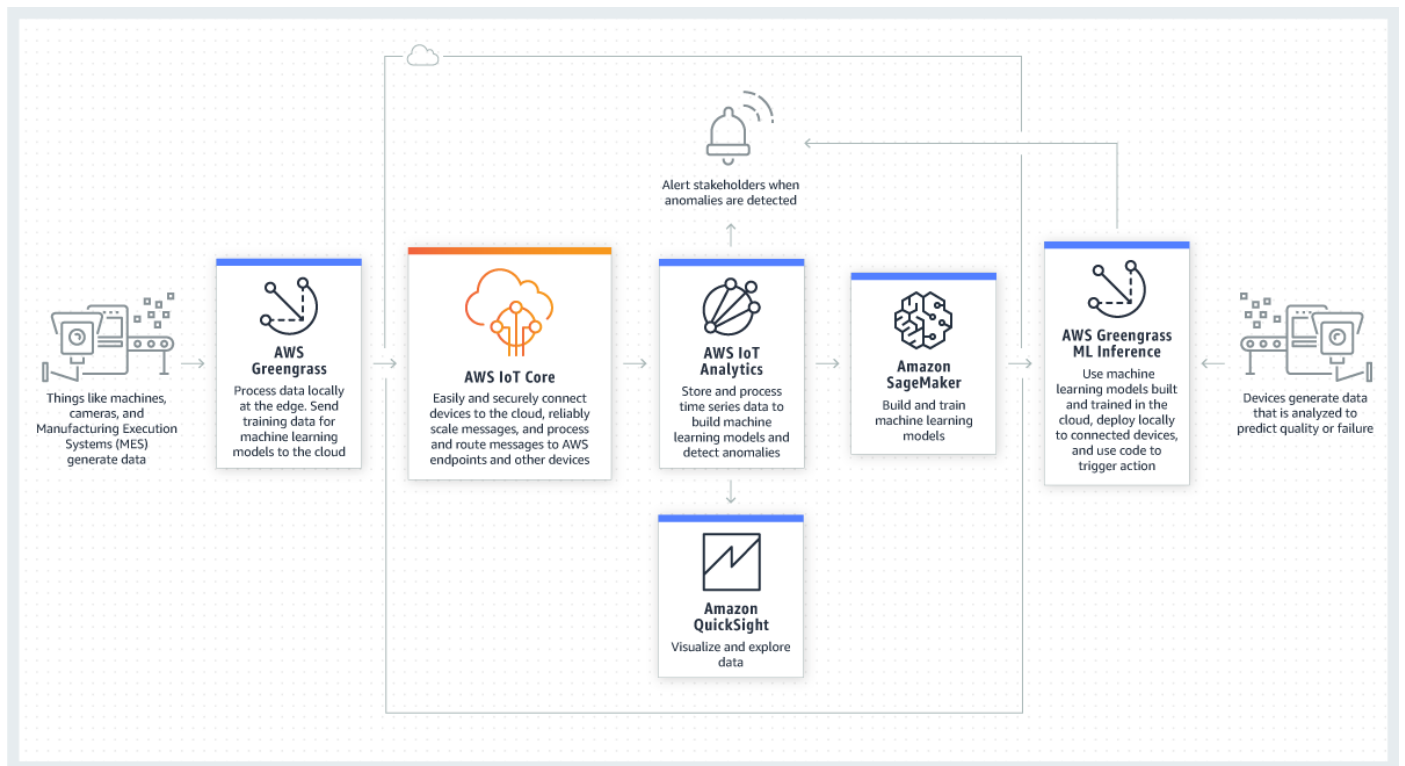 Alert stakeholders when
anomalies are detected
Things like machines,
cameras, and
Manufacturing Execution
Systems (MES)
generate data
AWS
Greengrass
Process data locally
at the edge. Send
training data for
machine learning
models to the cloud
AWS IoT Core
Easily and securely connect
devices to the cloud, reliably
scale messages, and process
and route messages to AWS
endpoints and other devices
AWS IoT
Analytics
Store and process
time series data to
build machine
learning models and
detect anomalies
Amazon
SageMaker
Build and train
machine learning
models
AWS Greengrass
ML Inference
Use machine
learning models built
and trained in the
cloud, deploy locally
to connected devices,
and use code to
trigger action
Devices generate data
that is analyzed to
predict quality or failure
Amazon
QuickSight
Visualize and explore
data